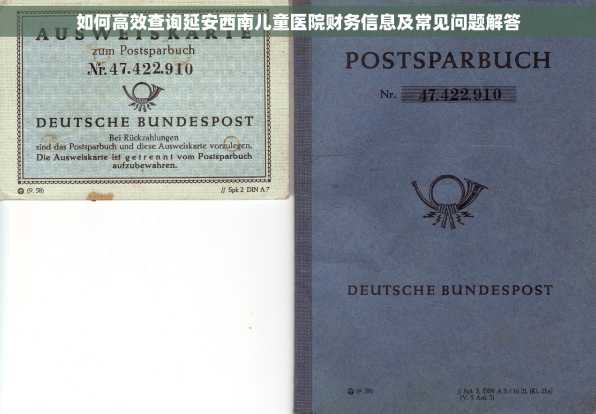 如何高效查询延安西南儿童医院财务信息及常见问题解答
AUSWEISKARTE
zum Postsparbuch
Nr. 47.422.910
DEUTSCHE BUNDESPOST
Bei Rückzahlungen
sind das Postsparbuch und diese Ausweiskarte vorzulegen.
Die Ausweiskarte ist getrennt vom Postsparbuch
aufzubewahren.
(9. 58)
// Spk 2 DIN A 7
POSTSPARBUCH
Nr. 47.422.910
DEUTSCHE BUNDESPOST